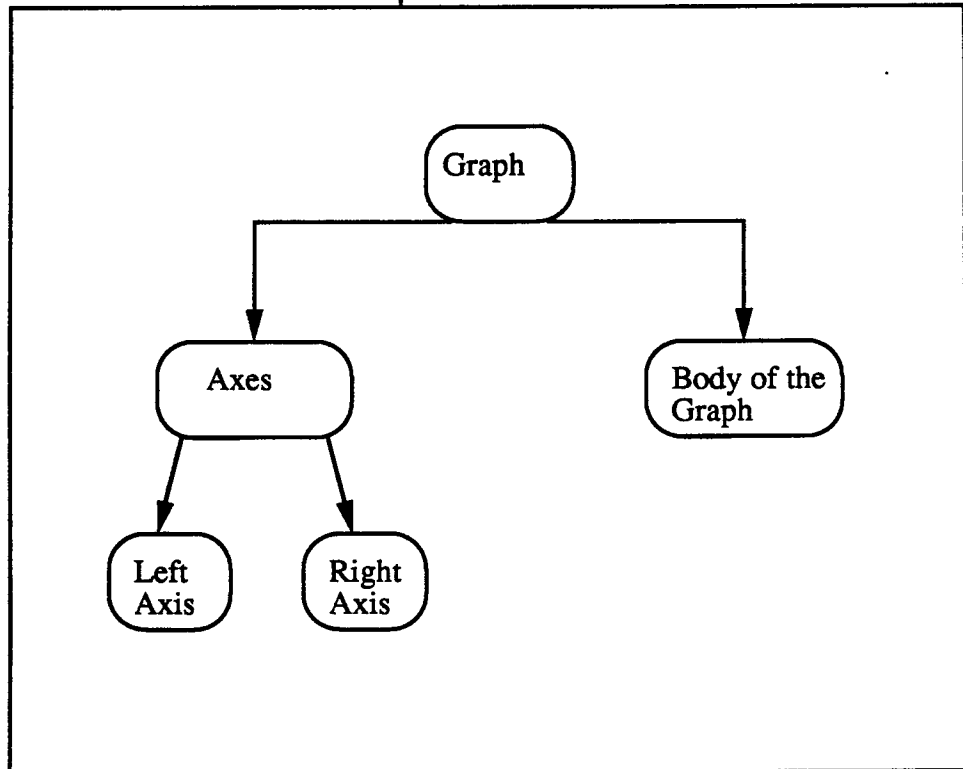 Graph
Axes
Body of the
Graph
Left
Axis
Right
Axis